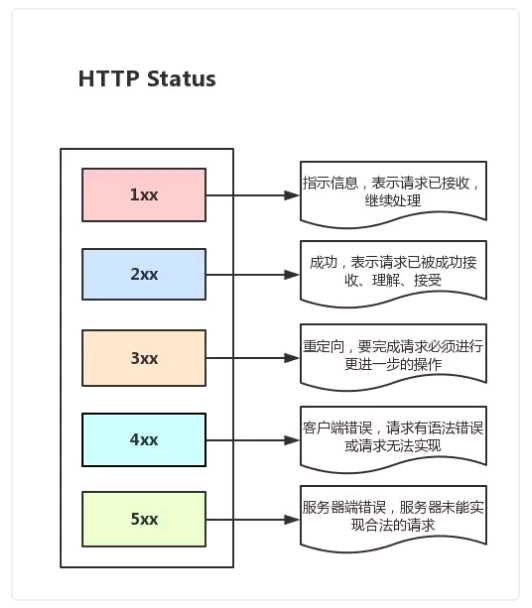 HTTP Status
1xx
指示信息，表示请求已接收，
继续处理
2xx
成功，表示请求已被成功接
收、理解、接受
3xx
重定向，要完成请求必须进行
更进一步的操作
4xx
客户端错误，请求有语法错误
或请求无法实现
5xx
服务器端错误，服务器未能实
现合法的请求